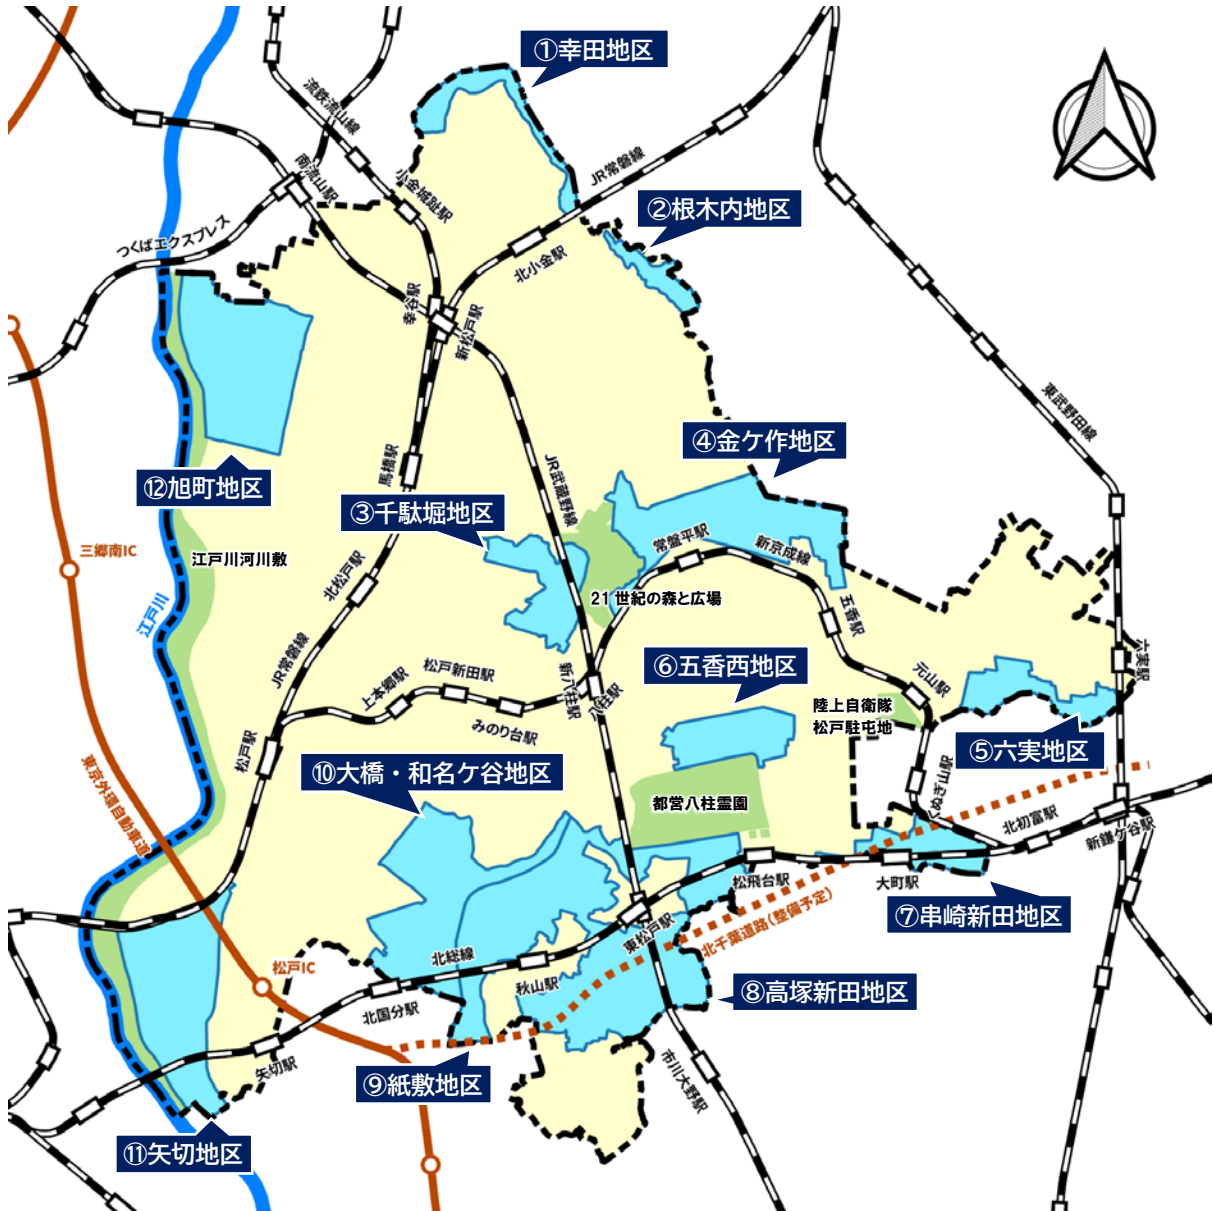 ①幸田地区
流鉄流山線
南流山駅
小金城趾駅
JR常磐線
②根木内地区
つくばエクスプレス
北小金駅
幸谷駅
新松戸駅
東武野田線
④金ケ作地区
馬橋駅
JR武蔵野線
⑫旭町地区
③千駄堀地区
常盤平駅
新京成線
三郷南IC
江戸川河川敷
北松戸駅
21世紀の森と広場
五香駅
江戸川
JR常磐線
上本郷駅
松戸新田駅
新八柱駅
八柱駅
⑥五香西地区
元山駅
六実駅
みのり台駅
陸上自衛隊
松戸駐屯地
⑤六実地区
松戸駅
⑩大橋・和名ケ谷地区
くぬぎ山駅
東京外環自動車道
都営八柱霊園
北初富駅
新鎌ケ谷駅
松飛台駅
大町駅
⑦串崎新田地区
東松戸駅
北千葉道路(整備予定)
北総線
松戸IC
秋山駅
⑧高塚新田地区
北国分駅
矢切駅
⑨紙敷地区
市川大野駅
⑪矢切地区